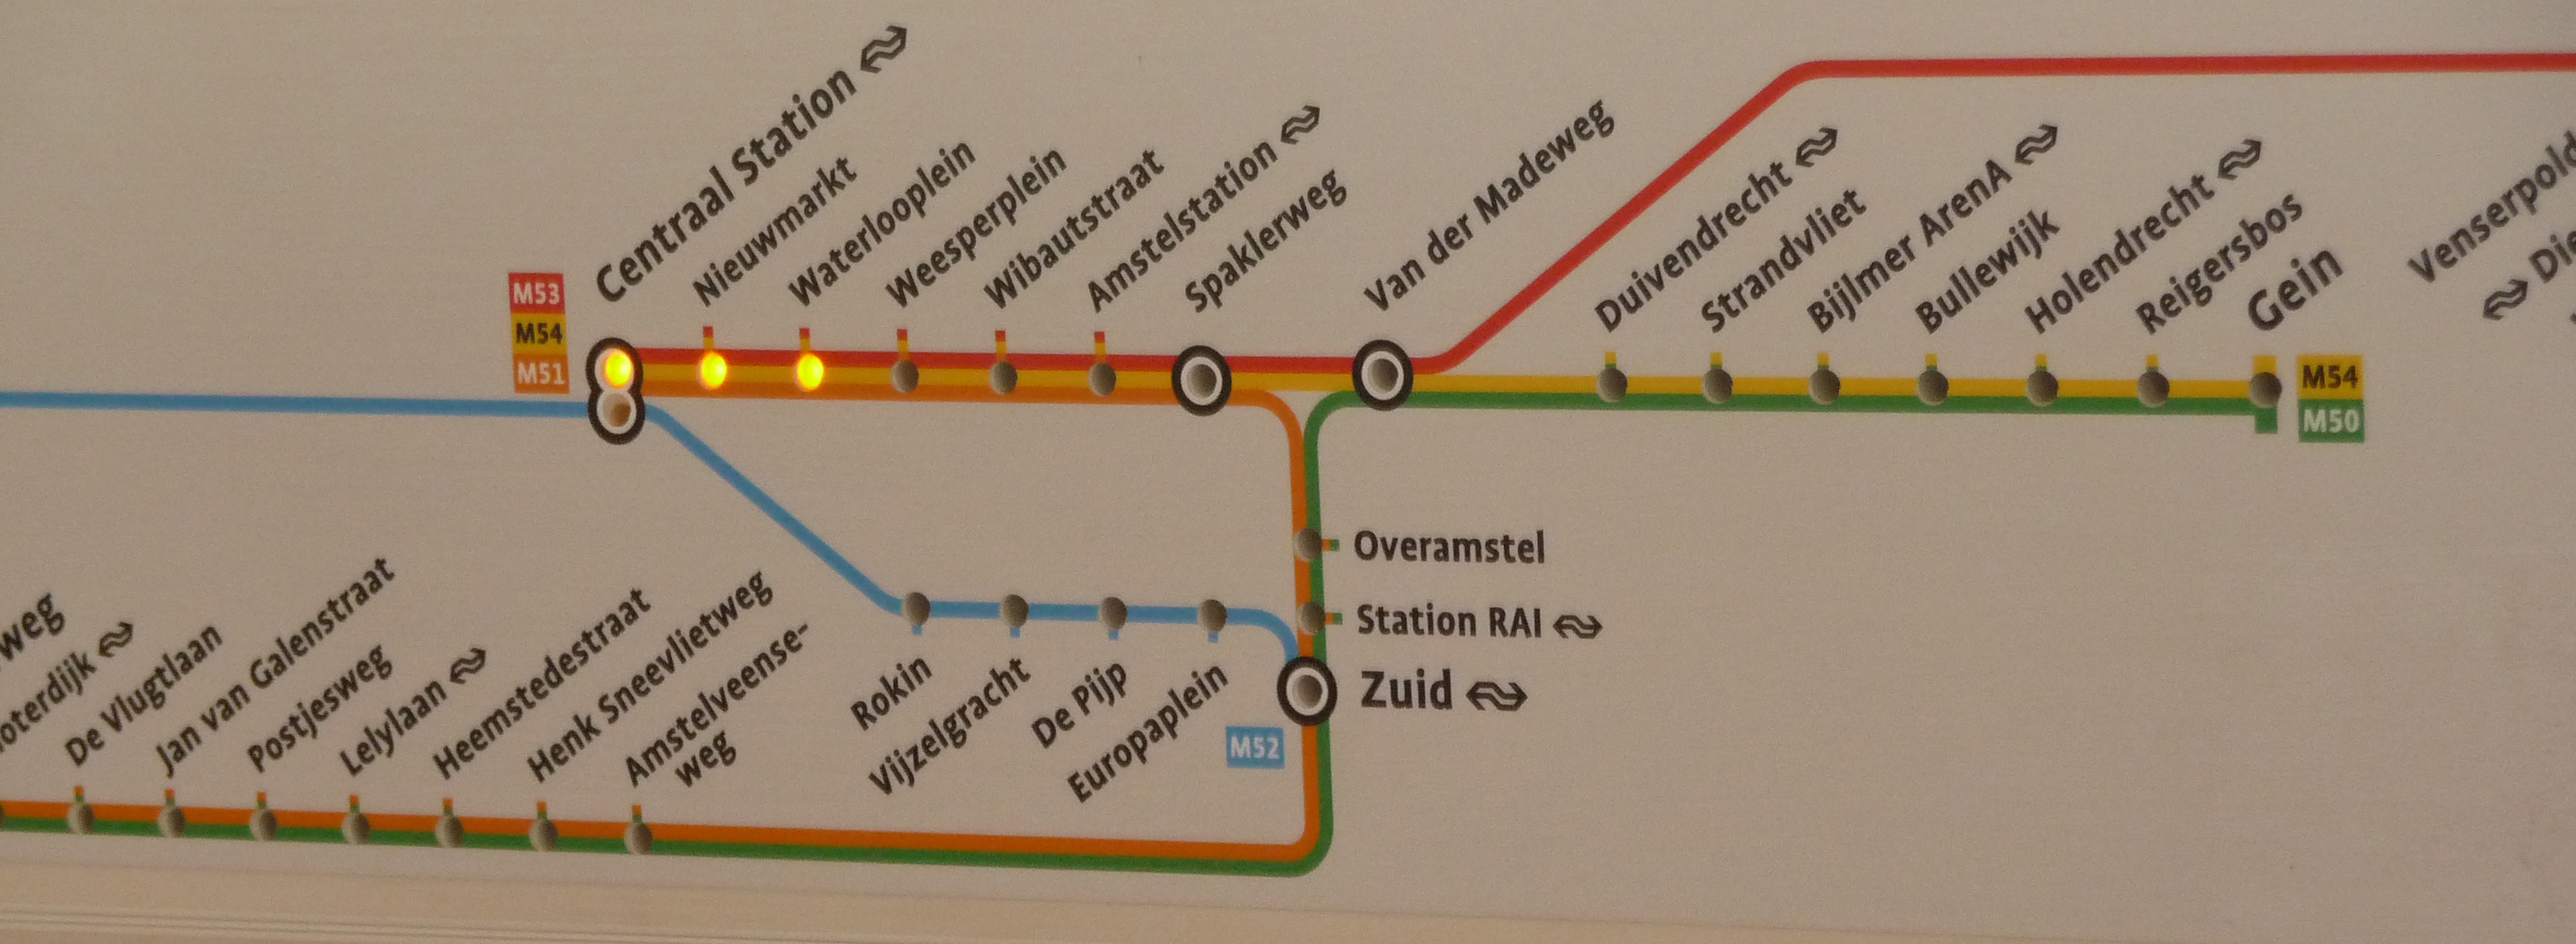 Centraal Station
Nieuwmarkt
Waterlooplein
Weesperplein
Wibautstraat
Amstelstation
Spaklerweg
Van der Madeweg
Duivendrecht
Strandvliet
Bijlmer ArenA
Bullewijk
Holendrecht
Reigersbos
Gein
Venserpold
Die
M53
M54
M51
M54
M50
Overamstel
Station RAI
Zuid
M52
weg
oterdijk
De Vlugtlaan
Jan van Galenstraat
Postjesweg
Lelylaan
Heemstedestraat
Henk Sneevlietweg
Amstelveense-
weg
Rokin
Vijzelgracht
De Pijp
Europaplein